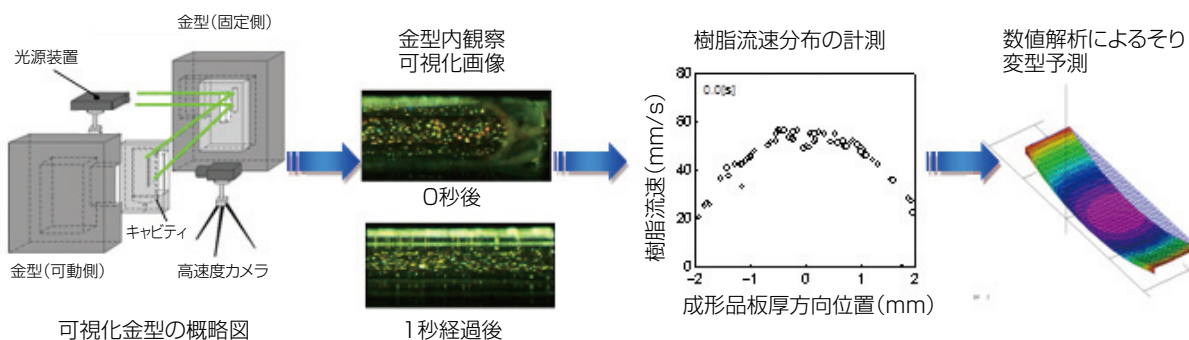 金型（固定側）
光源装置
キャビティ
金型（可動側）
高速度カメラ
可視化金型の概略図
金型内観察
可視化画像
0秒後
1秒経過後
樹脂流速分布の計測
樹脂流速（mm/s）
80
60
40
20
0
0.0[s]
-2
-1
0
1
2
成形品板厚方向位置（mm）
数値解析によるそり
変型予測